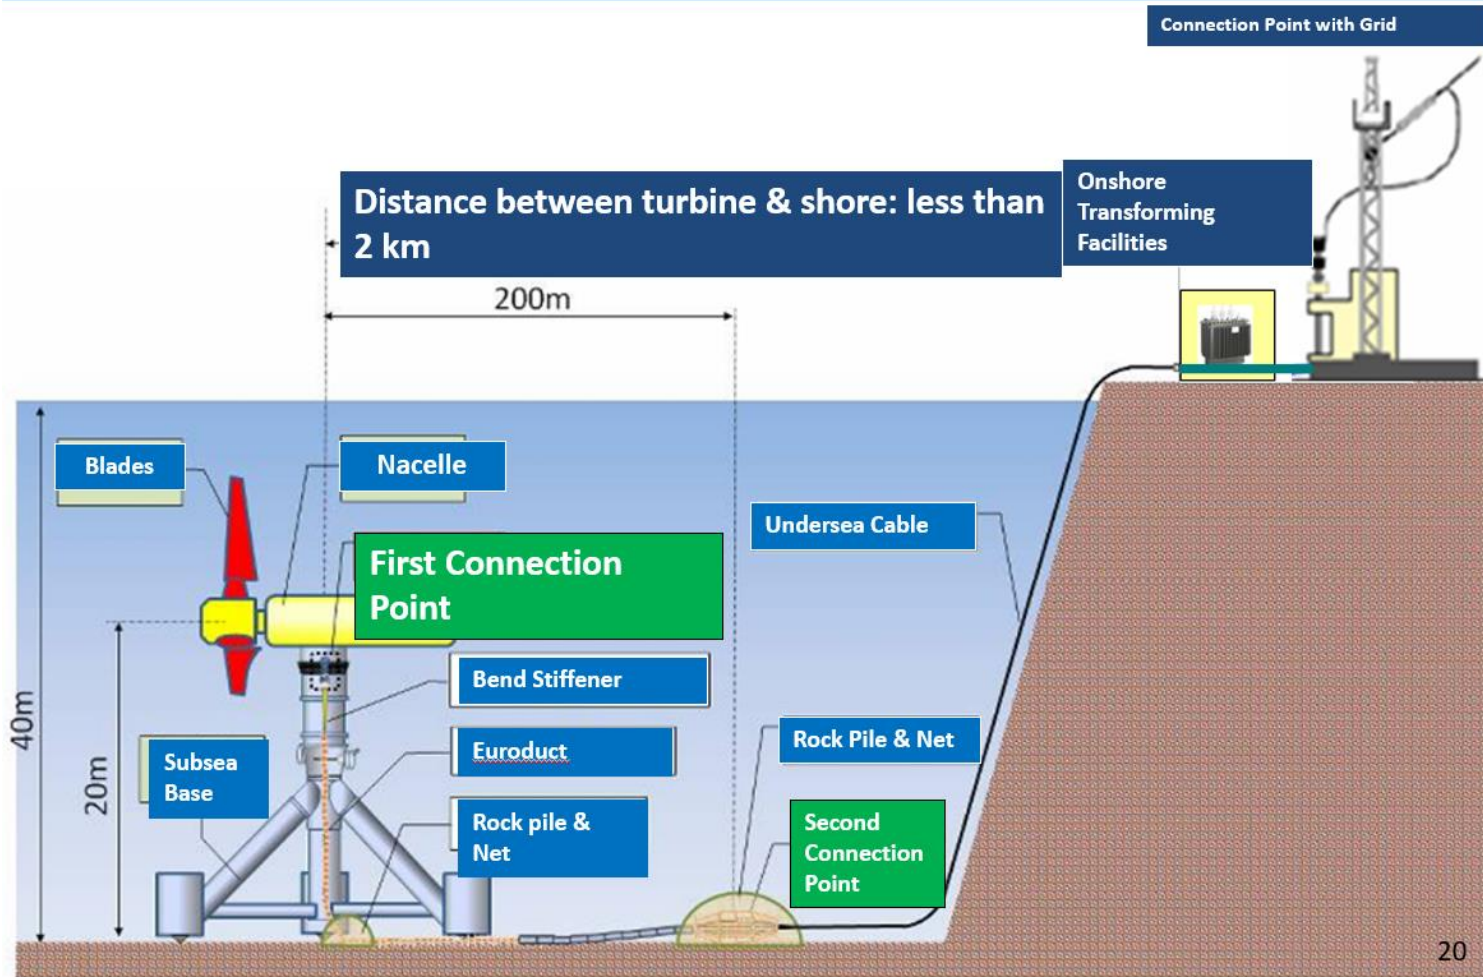 Connection Point with Grid
Onshore
Transforming
Facilities
Distance between turbine & shore: less than
2 km
200m
Blades
Nacelle
Undersea Cable
First Connection
Point
Bend Stiffener
40m
Rock Pile & Net
Euroduct
Subsea
Base
20m
Rock pile &
Net
Second
Connection
Point
20